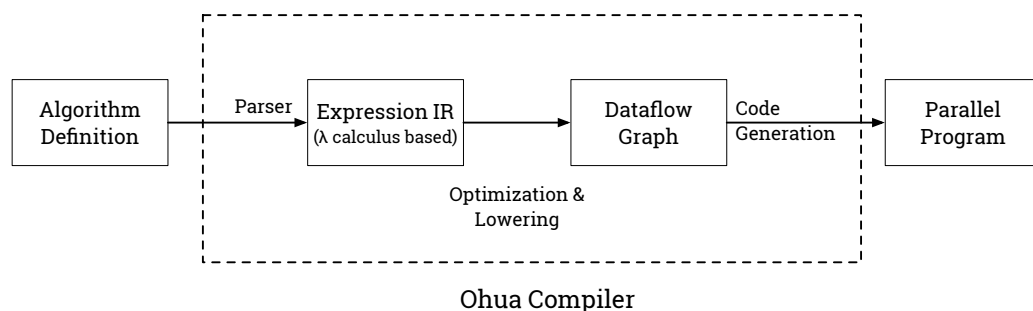 Algorithm
Definition
Parser
Expression IR
(λ calculus based)
Dataflow
Graph
Code
Generation
Parallel
Program
Optimization &
Lowering
Ohua Compiler